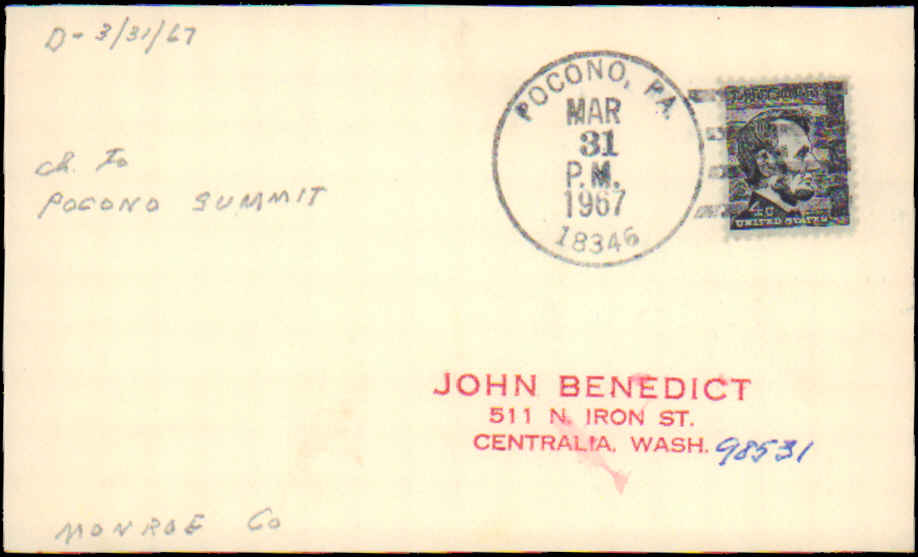 D- 3/31/67
POCONO, PA.
MAR
31
P.M.
1967
18346
4 C
UNITED STATES
ch. To
POCONO SUMMIT
JOHN BENEDICT
511 N. IRON ST.
CENTRALIA, WASH. 98531
MONROE Co